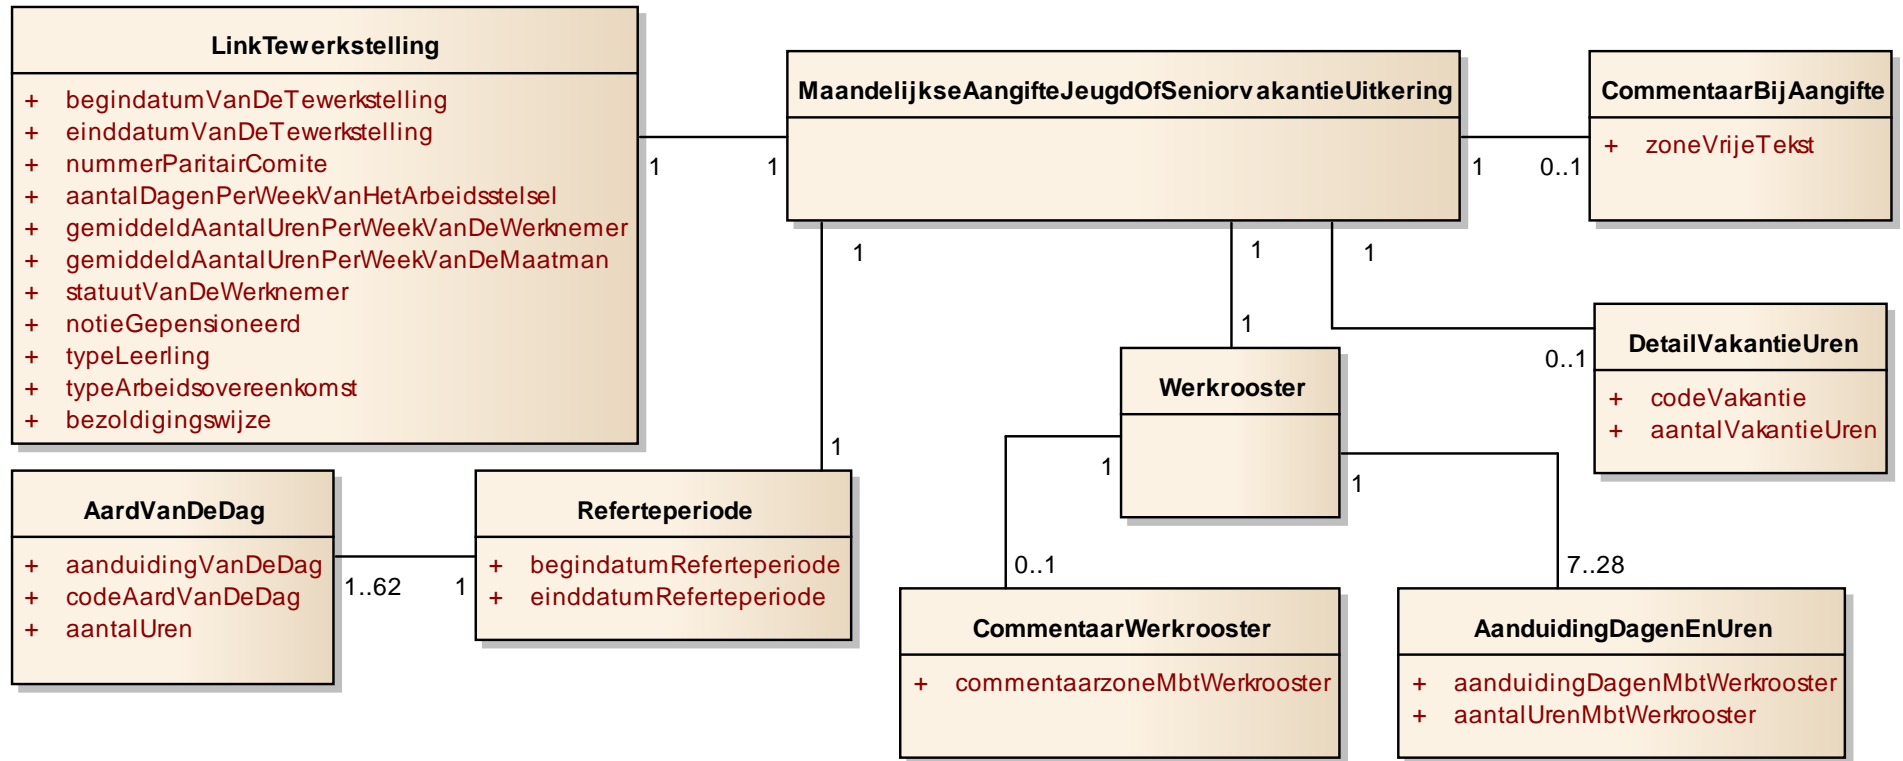 LinkTewerkstelling
+ begindatumVanDeTewerkstelling
+ einddatumVanDeTewerkstelling
+ nummerParitairComite
+ aantalDagenPerWeekVanHetArbeidsstelsel
+ gemiddeldAantalUrenPerWeekVanDeWerknemer
+ gemiddeldAantalUrenPerWeekVanDeMaatman
+ statuutVanDeWerknemer
+ notieGepensioneerd
+ typeLeerling
+ typeArbeidsovereenkomst
+ bezoldigingswijze
1
1
MaandelijkseAangifteJeugdOfSeniorvakantieUitkering
1
0..1
CommentaarBijAangifte
+ zoneVrijeTekst
1
1
1
1
1
0..1
DetailVakantieUren
+ codeVakantie
+ aantalVakantieUren
Werkrooster
1
1
AardVanDeDag
+ aanduidingVanDeDag
+ codeAardVanDeDag
+ aantalUren
1..62
1
Referteperiode
+ begindatumReferteperiode
+ einddatumReferteperiode
0..1
7..28
CommentaarWerkrooster
+ commentaarzoneMbtWerkrooster
AanduidingDagenEnUren
+ aanduidingDagenMbtWerkrooster
+ aantalUrenMbtWerkrooster